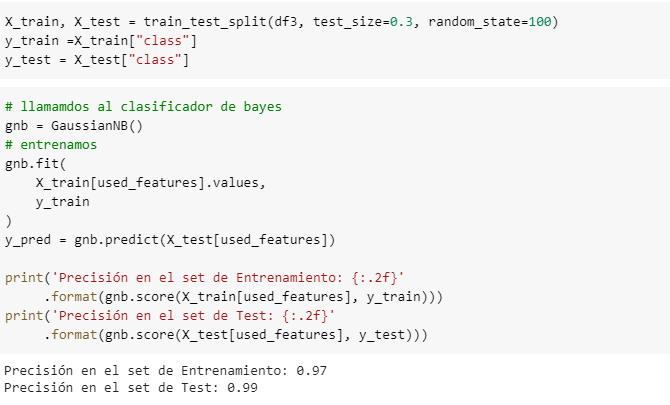 X_train, X_test = train_test_split(df3, test_size=0.3, random_state=100)
y_train =X_train["class"]
y_test = X_test["class"]
# llamamdos al clasificador de bayes
gnb = GaussianNB()
# entrenamos
gnb.fit(
    X_train[used_features].values,
    y_train
)
y_pred = gnb.predict(X_test[used_features])
print('Precisión en el set de Entrenamiento: {:.2f}'
     .format(gnb.score(X_train[used_features], y_train)))
print('Precisión en el set de Test: {:.2f}'
     .format(gnb.score(X_test[used_features], y_test)))
Precisión en el set de Entrenamiento: 0.97
Precisión en el set de Test: 0.99